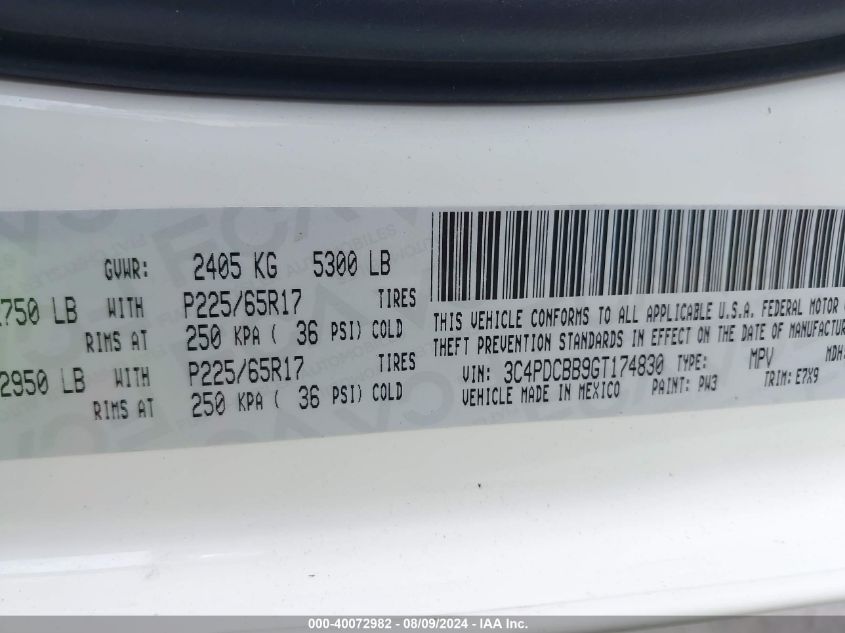 GVWR: 2405 KG 5300 LB
750 LB WITH P225/65R17 TIRES
RIMS AT 250 KPA ( 36 PSI) COLD
2950 LB WITH P225/65R17 TIRES
RIMS AT 250 KPA ( 36 PSI) COLD
THIS VEHICLE CONFORMS TO ALL APPLICABLE U.S.A. FEDERAL MOTOR
THEFT PREVENTION STANDARDS IN EFFECT ON THE DATE OF MANUFACTUR
VIN: 3C4PDCBB9GT174830 TYPE: MPV MDH:
VEHICLE MADE IN MEXICO PAINT: PW3 TRIM: E7X9
000-40072982 - 08/09/2024 - IAA Inc.